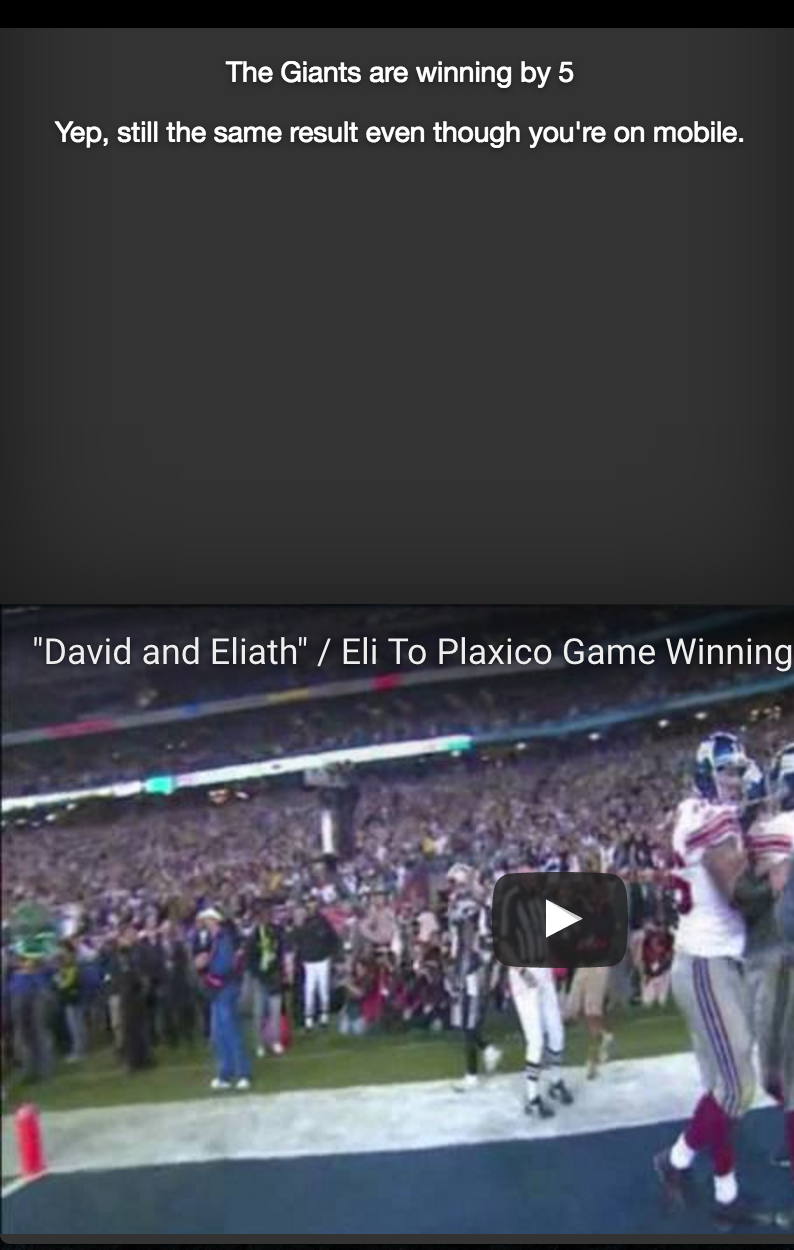 The Giants are winning by 5
Yep, still the same result even though you're on mobile.
"David and Eliath" / Eli To Plaxico Game Winning